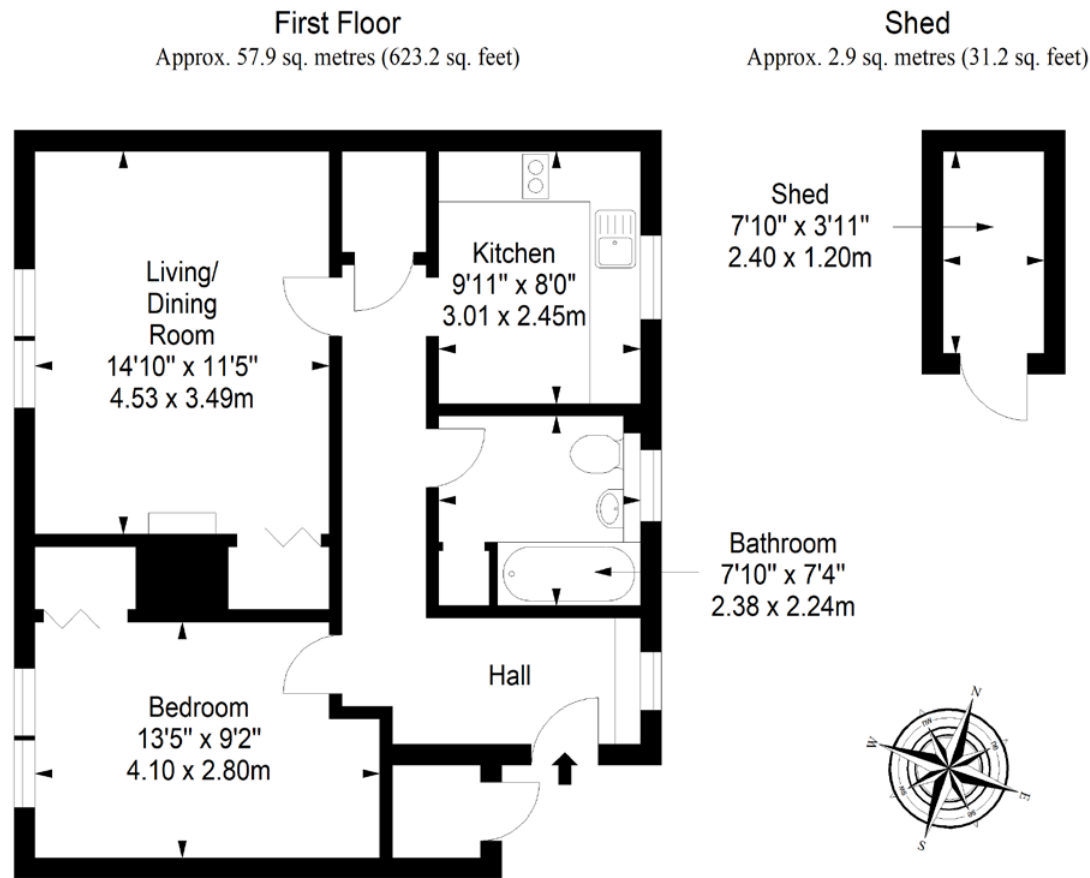 First Floor
Approx. 57.9 sq. metres (623.2 sq. feet)
Shed
Approx. 2.9 sq. metres (31.2 sq. feet)
Living/
Dining
Room
14'10" x 11'5"
4.53 x 3.49m
Kitchen
9'11" x 8'0"
3.01 x 2.45m
Shed
7'10" x 3'11"
2.40 x 1.20m
Bathroom
7'10" x 7'4"
2.38 x 2.24m
Hall
Bedroom
13'5" x 9'2"
4.10 x 2.80m
N
W
E
S